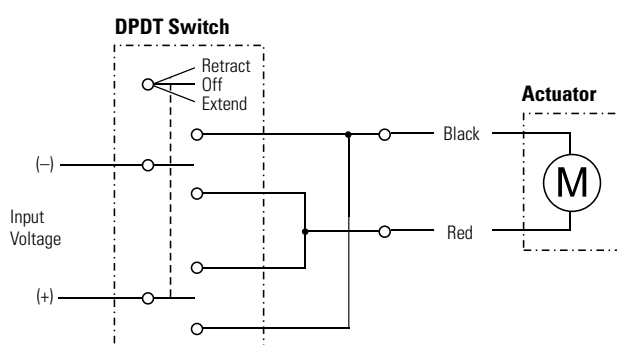 DPDT Switch
Retract
Off
Extend
Actuator
Black
(–)
M
Input
Voltage
Red
(+)